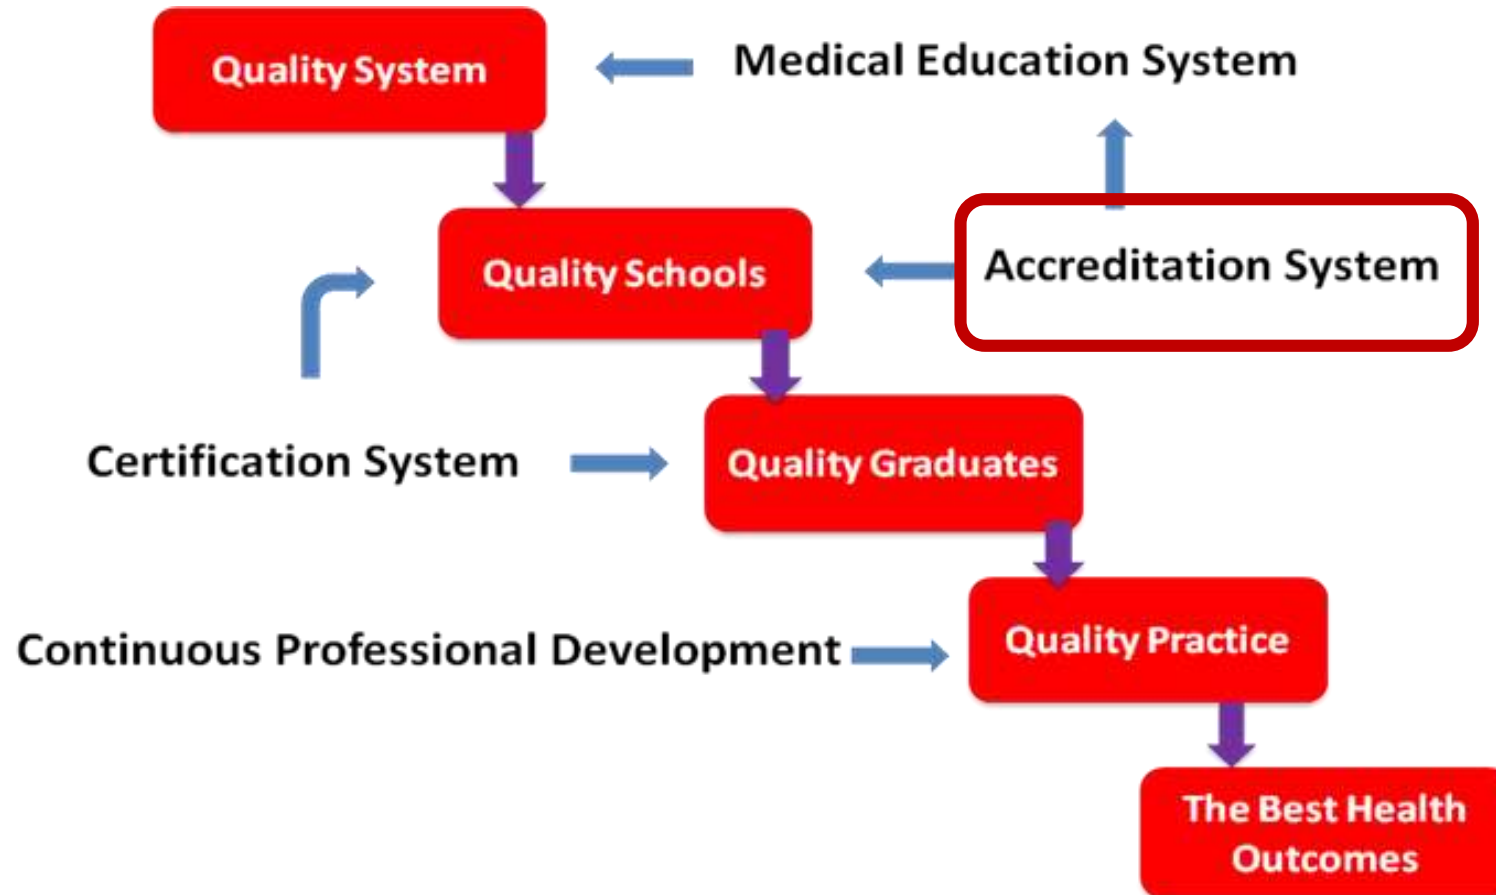 Quality System
Medical Education System
Quality Schools
Accreditation System
Certification System
Quality Graduates
Continuous Professional Development
Quality Practice
The Best Health
Outcomes